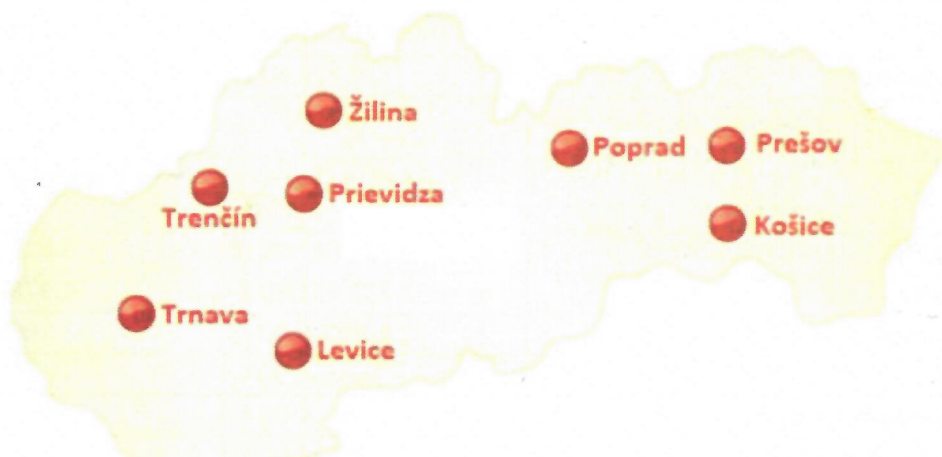 Žilina
Poprad
Prešov
Prievidza
Trenčín
Košice
Trnava
Levice